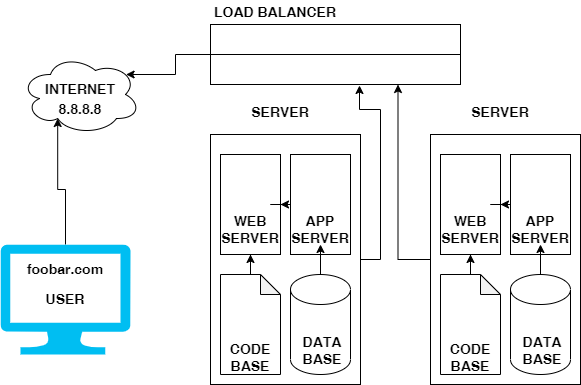 LOAD BALANCER
INTERNET
8.8.8.8
SERVER
SERVER
WEB
SERVER
APP
SERVER
WEB
SERVER
APP
SERVER
foobar.com
USER
CODE
BASE
DATA
BASE
CODE
BASE
DATA
BASE